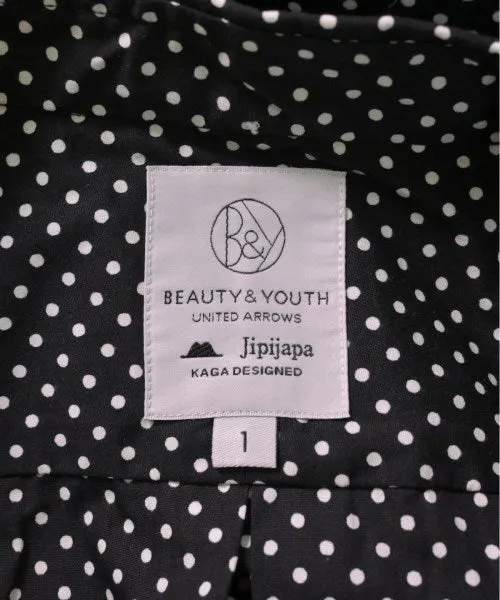 B&Y
BEAUTY & YOUTH
UNITED ARROWS
Jipijapa
KAGA DESIGNED
1